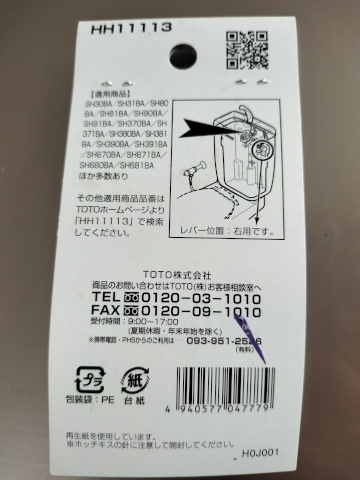 HH11113
【適用商品】
SH30BA/SH31BA/SH80
BA/SH81BA/SH90BA/
SH91BA/SH370BA/SH
371BA/SH380BA/SH381
BA/SH390BA/SH391BA
/SH670BA/SH671BA/
SH680BA/SH681BA
ほか多数あり
その他適用商品品番は
TOTOホームページより
「HH11113」で検索
してください。
レバー位置:右用です。
TOTO株式会社
商品のお問い合わせはTOTO(株)お客様相談室へ
TEL 0120-03-1010
FAX 0120-09-1010
受付時間:9:00~17:00
(夏期休暇・年末年始を除く)
※携帯電話・PHSからのご利用は…… 093-951-2526
(有料)
プラ
紙
包装袋:PE 台紙
4 940577 047779
再生紙を使用しています。
※ホッチキスの針に注意して開封してください。
H0J001